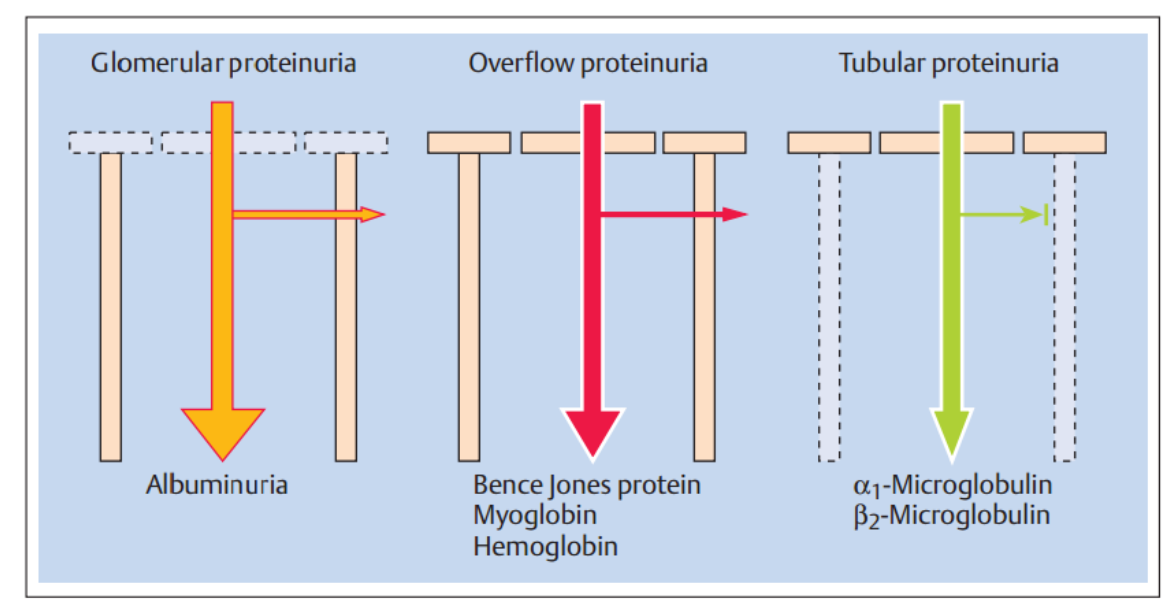 Glomerular proteinuria
Overflow proteinuria
Tubular proteinuria
Albuminuria
Bence Jones protein
Myoglobin
Hemoglobin
α₁-Microglobulin
β₂-Microglobulin